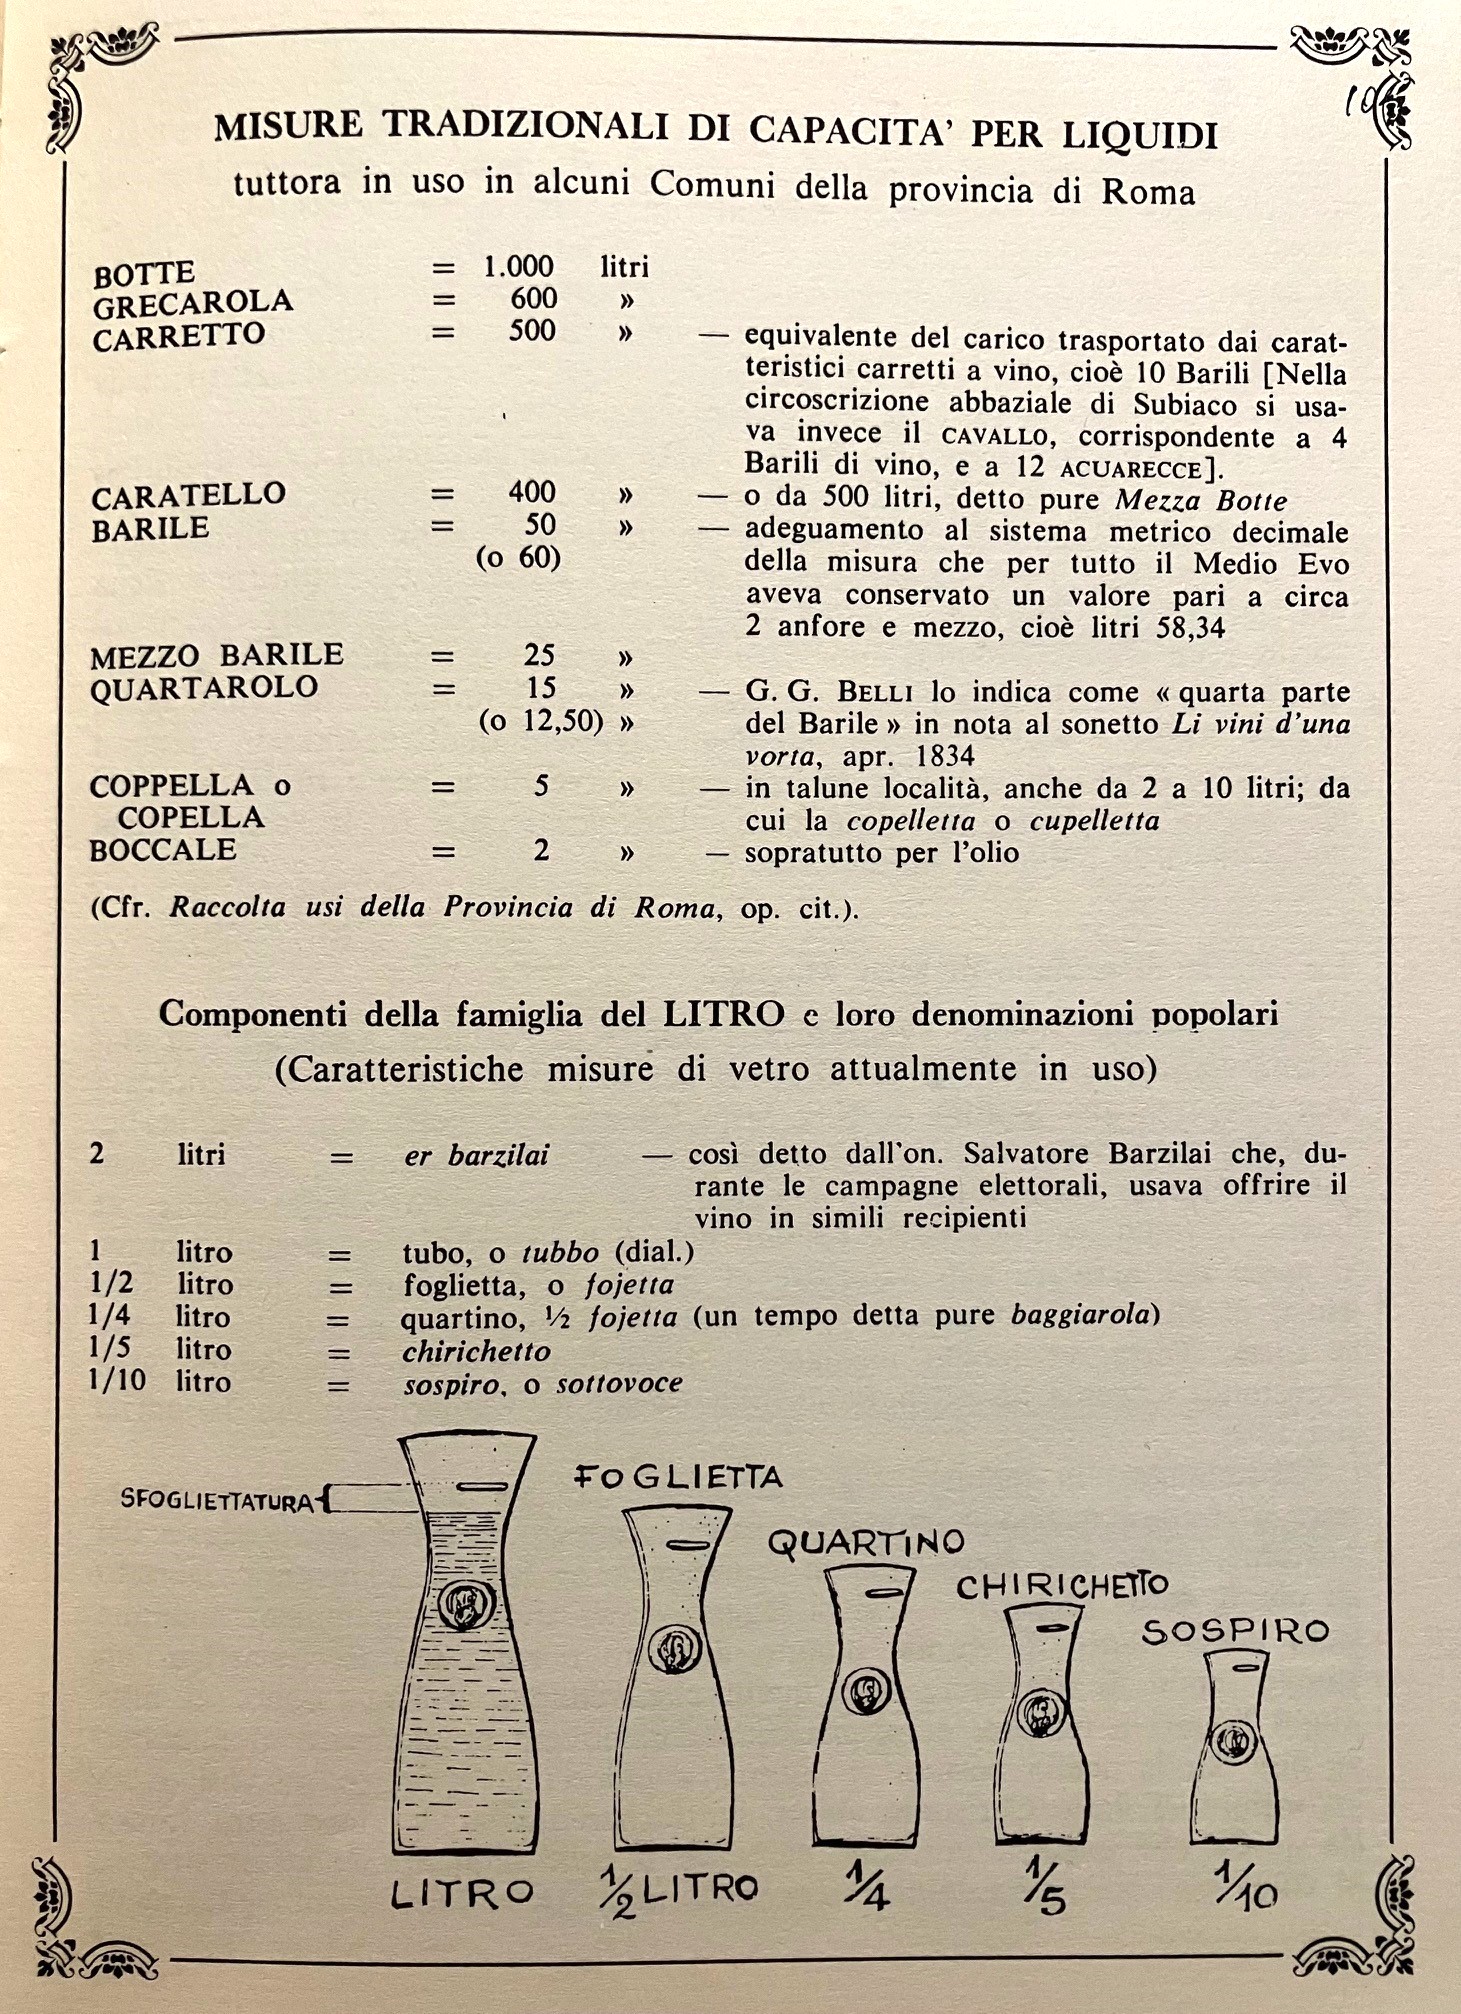 MISURE TRADIZIONALI DI CAPACITA' PER LIQUIDI
tuttora in uso in alcuni Comuni della provincia di Roma
BOTTE = 1.000 litri
GRECAROLA = 600 »
CARRETTO = 500 » — equivalente del carico trasportato dai carat-
teristici carretti a vino, cioè 10 Barili [Nella
circoscrizione abbaziale di Subiaco si usa-
va invece il CAVALLO, corrispondente a 4
Barili di vino, e a 12 ACUARECCE].
CARATELLO = 400 » — o da 500 litri, detto pure Mezza Botte
BARILE = 50 » — adeguamento al sistema metrico decimale
(o 60) della misura che per tutto il Medio Evo
aveva conservato un valore pari a circa
2 anfore e mezzo, cioè litri 58,34
MEZZO BARILE = 25 »
QUARTAROLO = 15 » — G. G. BELLI lo indica come « quarta parte
(o 12,50) » del Barile » in nota al sonetto Li vini d'una
vorta, apr. 1834
COPPELLA o = 5 » — in talune località, anche da 2 a 10 litri; da
COPELLA cui la copelletta o cupelletta
BOCCALE = 2 » — sopratutto per l'olio
(Cfr. Raccolta usi della Provincia di Roma, op. cit.).
Componenti della famiglia del LITRO e loro denominazioni popolari
(Caratteristiche misure di vetro attualmente in uso)
2 litri = er barzilai — così detto dall'on. Salvatore Barzilai che, du-
rante le campagne elettorali, usava offrire il
vino in simili recipienti
1 litro = tubo, o tubbo (dial.)
1/2 litro = foglietta, o fojetta
1/4 litro = quartino, ½ fojetta (un tempo detta pure baggiarola)
1/5 litro = chirichetto
1/10 litro = sospiro, o sottovoce
SFOGLIETTATURA
FOGLIETTA
QUARTINO
CHIRICHETTO
SOSPIRO
LITRO 1/2 LITRO 1/4 1/5 1/10